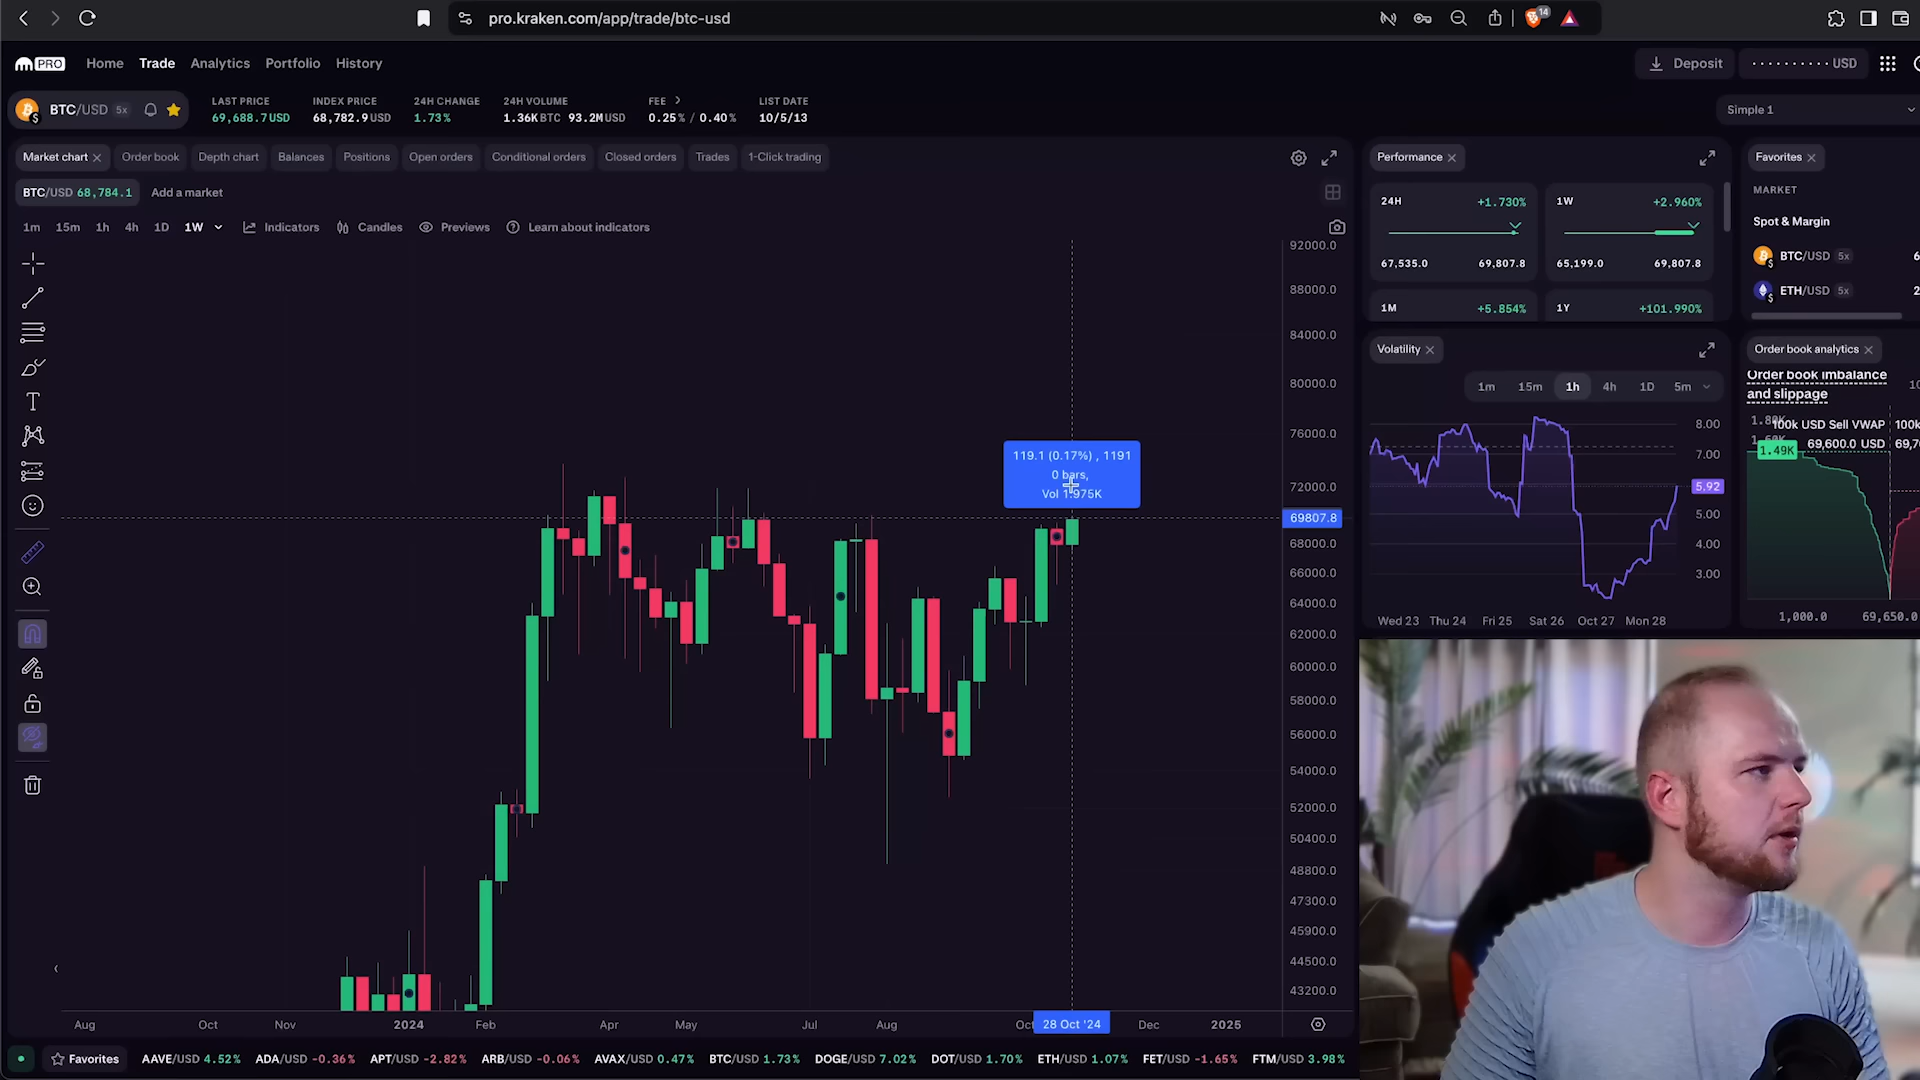 pro.kraken.com/app/trade/btc-usd
14
PRO Home Trade Analytics Portfolio History
Deposit ·········· USD
BTC/USD 5x
LAST PRICE INDEX PRICE 24H CHANGE 24H VOLUME FEE LIST DATE
69,688.7USD 68,782.9USD 1.73% 1.36KBTC 93.2MUSD 0.25% / 0.40% 10/5/13
Simple 1
Market chart Order book Depth chart Balances Positions Open orders Conditional orders Closed orders Trades 1-Click trading
BTC/USD 68,784.1 Add a market
1m 15m 1h 4h 1D 1W Indicators Candles Previews Learn about indicators
92000.0
88000.0
84000.0
80000.0
76000.0
72000.0
69807.8
68000.0
66000.0
64000.0
62000.0
60000.0
58000.0
56000.0
54000.0
52000.0
50400.0
48800.0
47300.0
45900.0
44500.0
43200.0
119.1 (0.17%) , 1191
0 bars,
Vol 1.975K
Aug Oct Nov 2024 Feb Apr May Jul Aug Oct 28 Oct '24 Dec 2025
Performance
24H +1.730% 1W +2.960%
67,535.0 69,807.8 65,199.0 69,807.8
1M +5.854% 1Y +101.990%
Favorites
MARKET
Spot & Margin
BTC/USD 5x 6
ETH/USD 5x 2
Volatility
1m 15m 1h 4h 1D 5m
8.00
7.00
5.92
5.00
4.00
3.00
Wed 23 Thu 24 Fri 25 Sat 26 Oct 27 Mon 28
Order book analytics
Order book imbalance
and slippage
100k USD Sell VWAP 100k
69,600.0 USD
1.49K
1,000.0 69,650.0
Favorites AAVE/USD 4.52% ADA/USD -0.36% APT/USD -2.82% ARB/USD -0.06% AVAX/USD 0.47% BTC/USD 1.73% DOGE/USD 7.02% DOT/USD 1.70% ETH/USD 1.07% FET/USD -1.65% FTM/USD 3.98%